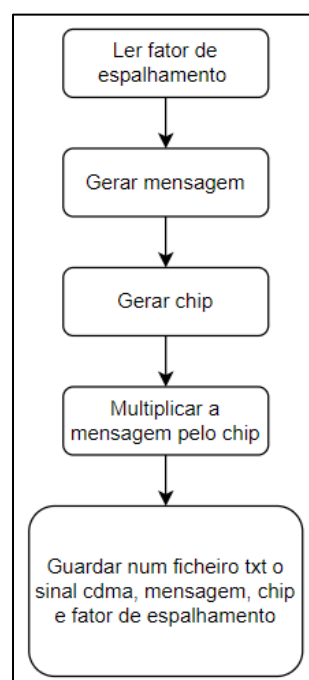 Ler fator de
espalhamento
Gerar mensagem
Gerar chip
Multiplicar a
mensagem pelo chip
Guardar num ficheiro txt o
sinal cdma, mensagem, chip
e fator de espalhamento